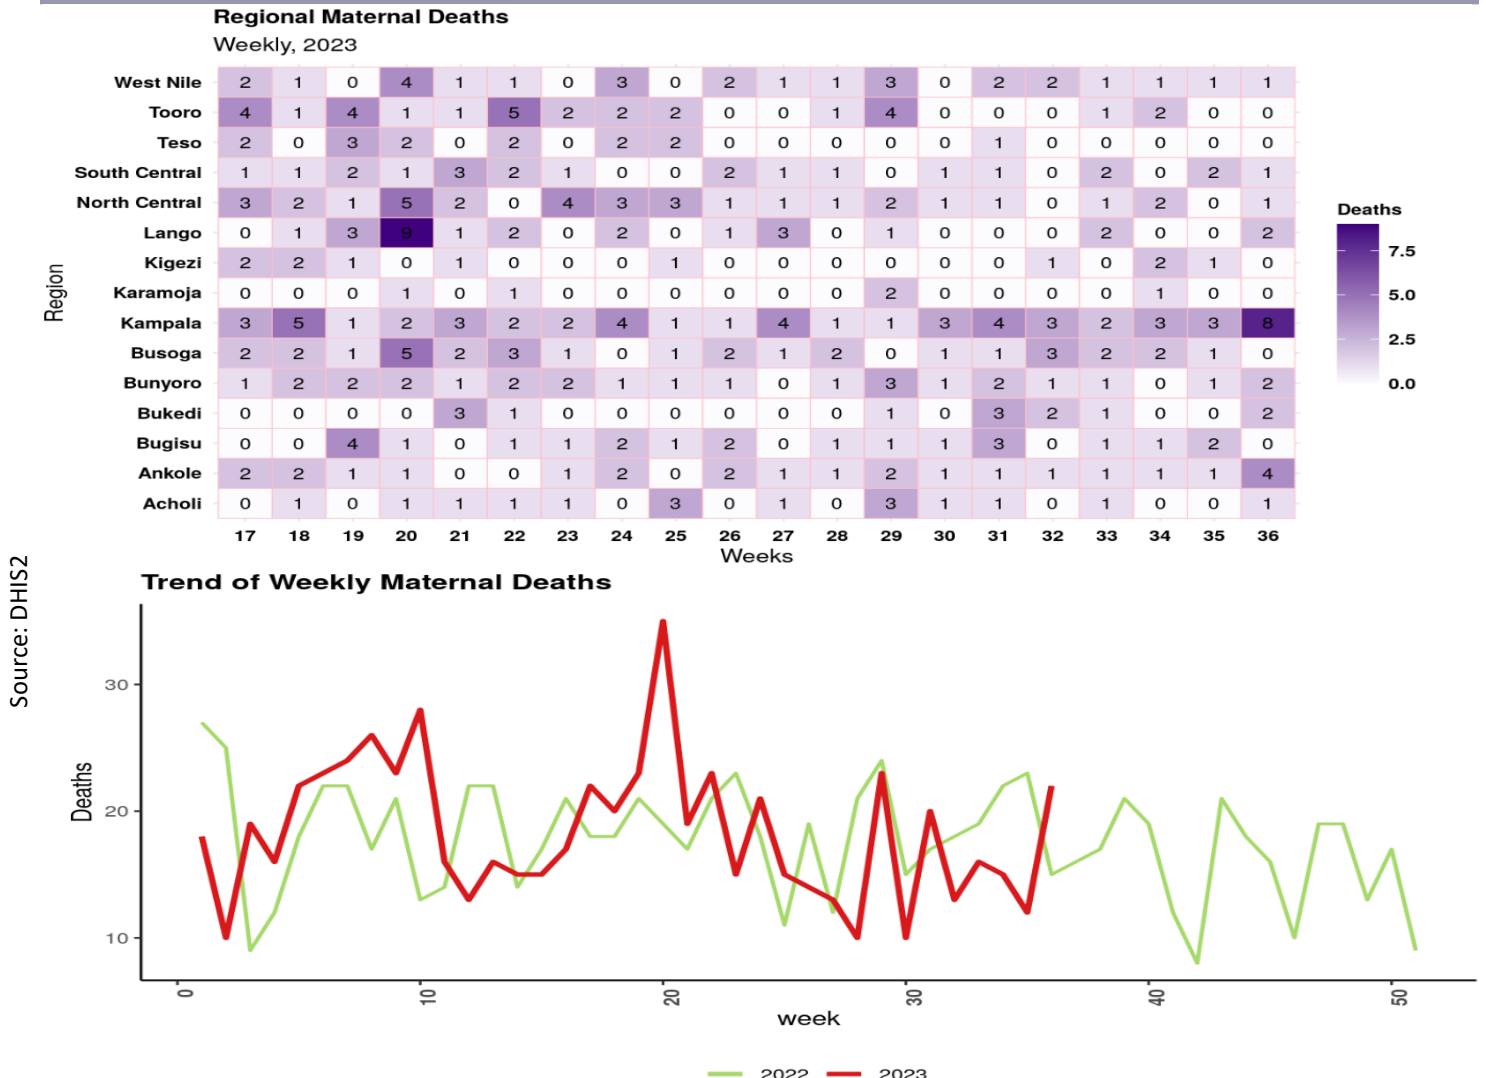 Regional Maternal Deaths
Weekly, 2023
West Nile 2 1 0 4 1 1 0 3 0 2 1 1 3 0 2 2 1 1 1 1
Tooro 4 1 4 1 1 5 2 2 2 0 0 1 4 0 0 0 1 2 0 0
Teso 2 0 3 2 0 2 0 2 2 0 0 0 0 0 1 0 0 0 0 0
South Central 1 1 2 1 3 2 1 0 0 2 1 1 0 1 1 0 2 0 2 1
North Central 3 2 1 5 2 0 4 3 3 1 1 1 2 1 1 0 1 2 0 1
Lango 0 1 3 9 1 2 0 2 0 1 3 0 1 0 0 0 2 0 0 2
Kigezi 2 2 1 0 1 0 0 0 1 0 0 0 0 0 0 1 0 2 1 0
Karamoja 0 0 0 1 0 1 0 0 0 0 0 0 2 0 0 0 0 1 0 0
Kampala 3 5 1 2 3 2 2 4 1 1 4 1 1 3 4 3 2 3 3 8
Busoga 2 2 1 5 2 3 1 0 1 2 1 2 0 1 1 3 2 2 1 0
Bunyoro 1 2 2 2 1 2 2 1 1 1 0 1 3 1 2 1 1 0 1 2
Bukedi 0 0 0 0 3 1 0 0 0 0 0 0 1 0 3 2 1 0 0 2
Bugisu 0 0 4 1 0 1 1 2 1 2 0 1 1 1 3 0 1 1 2 0
Ankole 2 2 1 1 0 0 1 2 0 2 1 1 2 1 1 1 1 1 1 4
Acholi 0 1 0 1 1 1 1 0 3 0 1 0 3 1 1 0 1 0 0 1
17 18 19 20 21 22 23 24 25 26 27 28 29 30 31 32 33 34 35 36
Weeks
Region
Deaths
7.5
5.0
2.5
0.0
Source: DHIS2
Trend of Weekly Maternal Deaths
Deaths
30
20
10
0 10 20 30 40 50
week
2022 2023